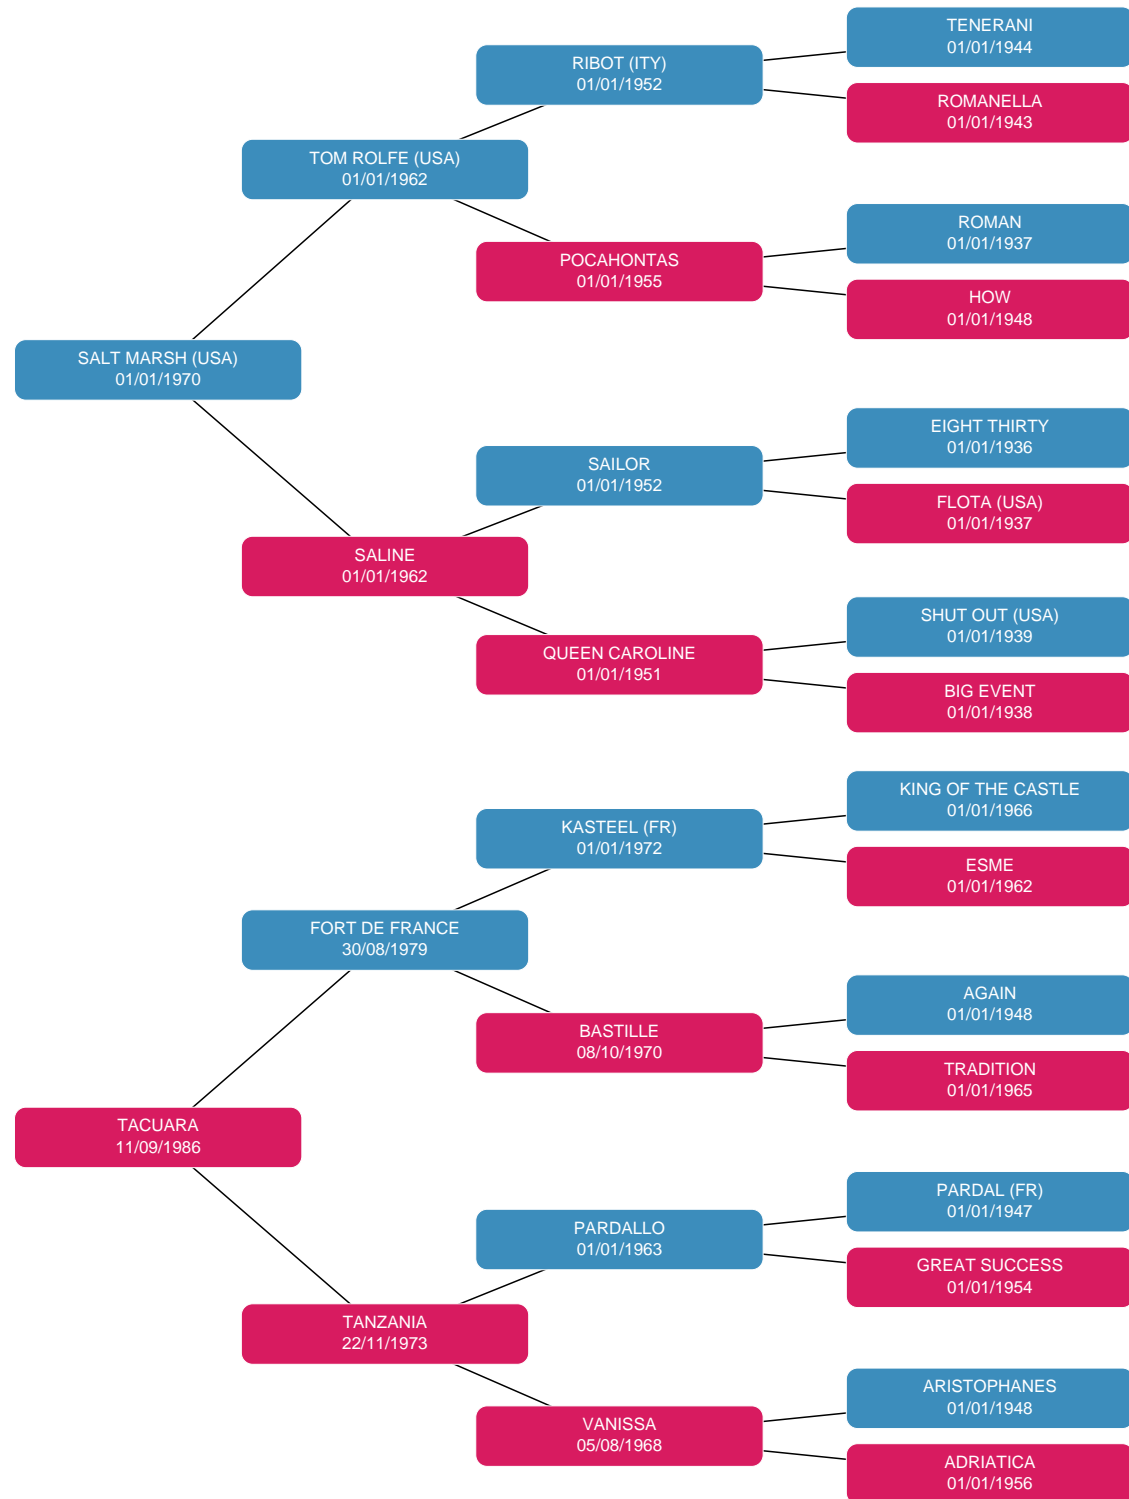 TENERANI
01/01/1944
RIBOT (ITY)
01/01/1952
ROMANELLA
01/01/1943
TOM ROLFE (USA)
01/01/1962
ROMAN
01/01/1937
POCAHONTAS
01/01/1955
HOW
01/01/1948
SALT MARSH (USA)
01/01/1970
EIGHT THIRTY
01/01/1936
SAILOR
01/01/1952
FLOTA (USA)
01/01/1937
SALINE
01/01/1962
SHUT OUT (USA)
01/01/1939
QUEEN CAROLINE
01/01/1951
BIG EVENT
01/01/1938
KING OF THE CASTLE
01/01/1966
KASTEEL (FR)
01/01/1972
ESME
01/01/1962
FORT DE FRANCE
30/08/1979
AGAIN
01/01/1948
BASTILLE
08/10/1970
TRADITION
01/01/1965
TACUARA
11/09/1986
PARDAL (FR)
01/01/1947
PARDALLO
01/01/1963
GREAT SUCCESS
01/01/1954
TANZANIA
22/11/1973
ARISTOPHANES
01/01/1948
VANISSA
05/08/1968
ADRIATICA
01/01/1956